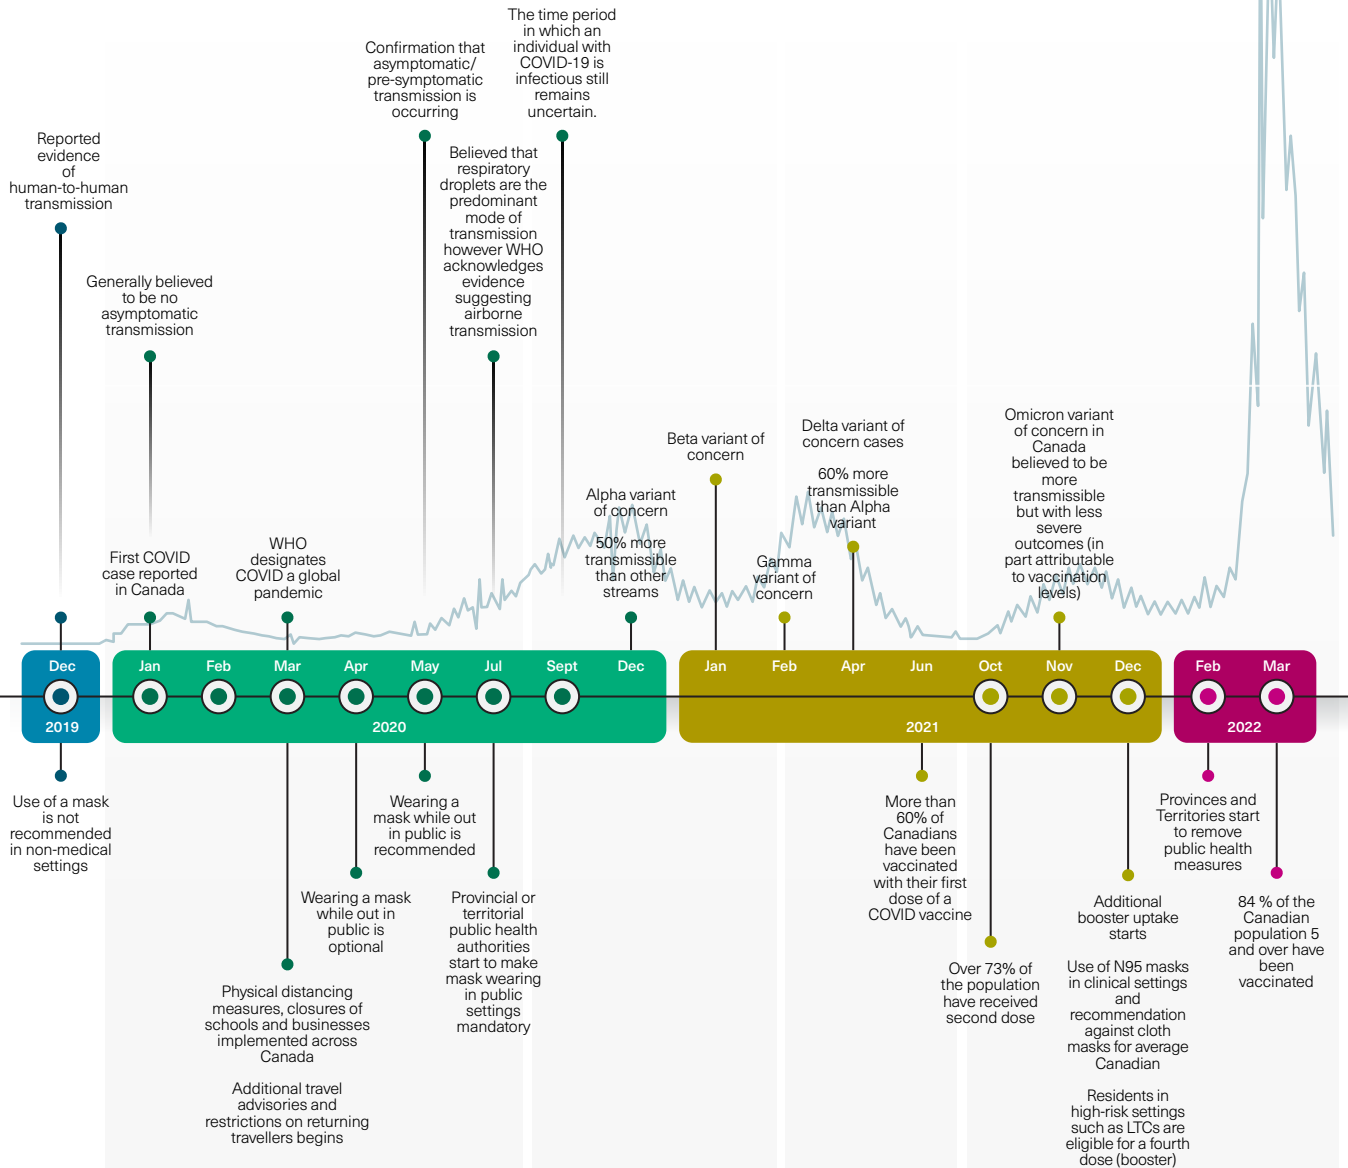 The time period
in which an
individual with
COVID-19 is
infectious still
remains
uncertain.
Confirmation that
asymptomatic/
pre-symptomatic
transmission is
occurring
Reported
evidence
of
human-to-human
transmission
Believed that
respiratory
droplets are the
predominant
mode of
transmission
however WHO
acknowledges
evidence
suggesting
airborne
transmission
Generally believed
to be no
asymptomatic
transmission
First COVID
case reported
in Canada
WHO
designates
COVID a global
pandemic
Alpha variant
of concern
50% more
transmissible
than other
streams
Beta variant of
concern
Gamma
variant of
concern
Delta variant of
concern cases
60% more
transmissible
than Alpha
variant
Omicron variant
of concern in
Canada
believed to be
more
transmissible
but with less
severe
outcomes (in
part attributable
to vaccination
levels)
Dec
2019
Jan
Feb
Mar
Apr
May
Jul
Sept
Dec
2020
Jan
Feb
Apr
Jun
Oct
Nov
Dec
2021
Feb
Mar
2022
Use of a mask
is not
recommended
in non-medical
settings
Physical distancing
measures, closures of
schools and businesses
implemented across
Canada
Additional travel
advisories and
restrictions on returning
travellers begins
Wearing a mask
while out in
public is
optional
Wearing a
mask while out
in public is
recommended
Provincial or
territorial
public health
authorities
start to make
mask wearing
in public
settings
mandatory
More than
60% of
Canadians
have been
vaccinated
with their first
dose of a
COVID vaccine
Over 73% of
the population
have received
second dose
Additional
booster uptake
starts
Use of N95 masks
in clinical settings
and
recommendation
against cloth
masks for average
Canadian
Residents in
high-risk settings
such as LTCs are
eligible for a fourth
dose (booster)
Provinces and
Territories start
to remove
public health
measures
84 % of the
Canadian
population 5
and over have
been
vaccinated